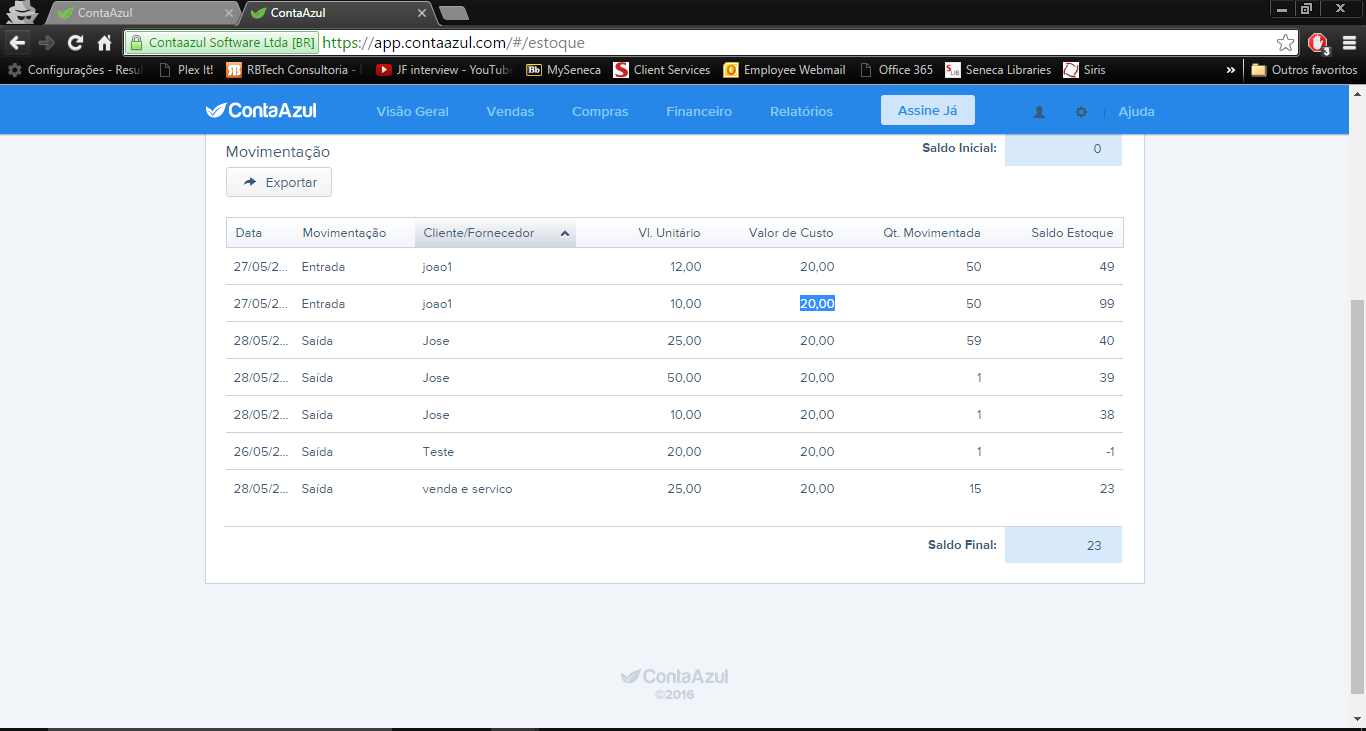 ContaAzul ContaAzul
Contaazul Software Ltda [BR] https://app.contaazul.com/#/estoque 3
Configurações - Resul Plex It! RBTech Consultoria - JF interview - YouTube Bb MySeneca S Client Services Employee Webmail Office 365 Seneca Libraries Siris » Outros favoritos
ContaAzul Visão Geral Vendas Compras Financeiro Relatórios Assine Já Ajuda
Movimentação Saldo Inicial: 0
Exportar
Data Movimentação Cliente/Fornecedor Vl. Unitário Valor de Custo Qt. Movimentada Saldo Estoque
27/05/2... Entrada joao1 12,00 20,00 50 49
27/05/2... Entrada joao1 10,00 20,00 50 99
28/05/2... Saída Jose 25,00 20,00 59 40
28/05/2... Saída Jose 50,00 20,00 1 39
28/05/2... Saída Jose 10,00 20,00 1 38
26/05/2... Saída Teste 20,00 20,00 1 -1
28/05/2... Saída venda e servico 25,00 20,00 15 23
Saldo Final: 23
ContaAzul
©2016